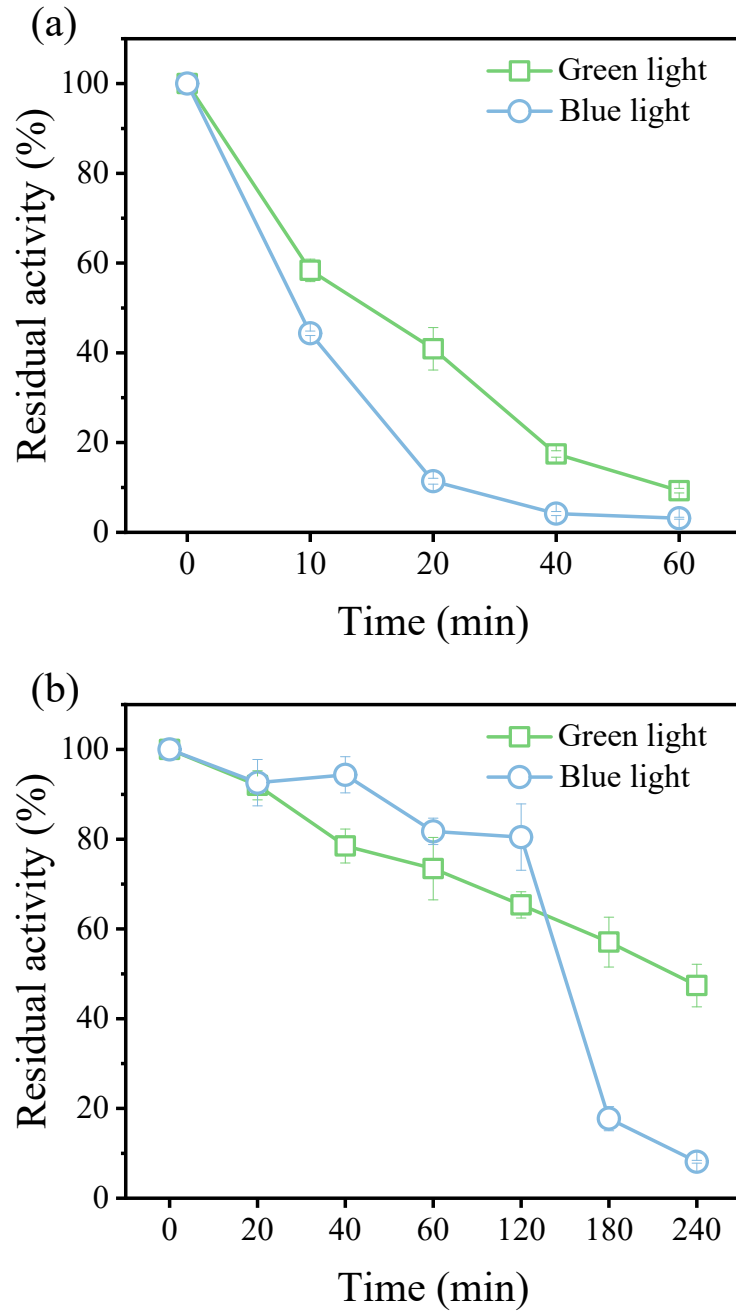 (a)
Green light
Blue light
100
80
60
40
20
0
Residual activity (%)
0 10 20 40 60
Time (min)
(b)
Green light
Blue light
100
80
60
40
20
0
Residual activity (%)
0 20 40 60 120 180 240
Time (min)